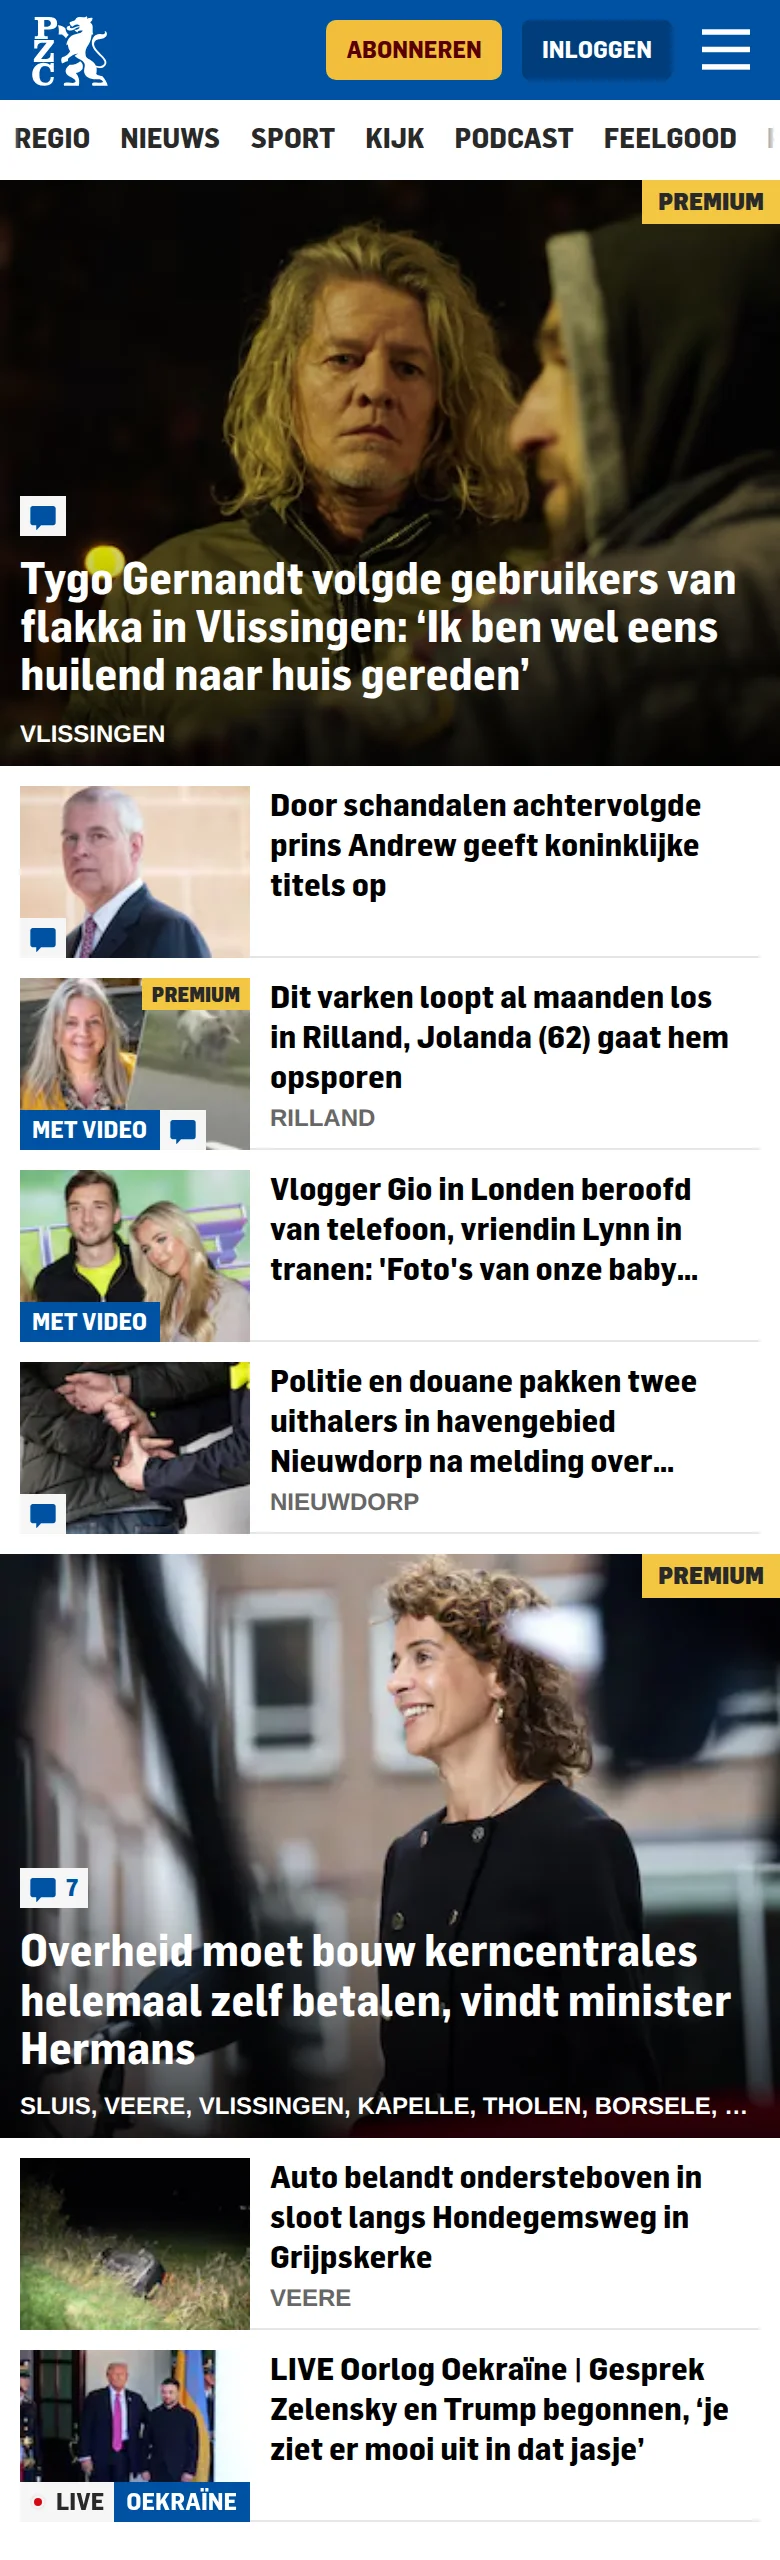 PZC
ABONNEREN
INLOGGEN
REGIO NIEUWS SPORT KIJK PODCAST FEELGOOD
PREMIUM
Tygo Gernandt volgde gebruikers van
flakka in Vlissingen: ‘Ik ben wel eens
huilend naar huis gereden’
VLISSINGEN
Door schandalen achtervolgde
prins Andrew geeft koninklijke
titels op
PREMIUM
MET VIDEO
Dit varken loopt al maanden los
in Rilland, Jolanda (62) gaat hem
opsporen
RILLAND
MET VIDEO
Vlogger Gio in Londen beroofd
van telefoon, vriendin Lynn in
tranen: 'Foto's van onze baby...
Politie en douane pakken twee
uithalers in havengebied
Nieuwdorp na melding over...
NIEUWDORP
PREMIUM
7
Overheid moet bouw kerncentrales
helemaal zelf betalen, vindt minister
Hermans
SLUIS, VEERE, VLISSINGEN, KAPELLE, THOLEN, BORSELE, ...
Auto belandt ondersteboven in
sloot langs Hondegemsweg in
Grijpskerke
VEERE
LIVE OEKRAÏNE
LIVE Oorlog Oekraïne | Gesprek
Zelensky en Trump begonnen, ‘je
ziet er mooi uit in dat jasje’